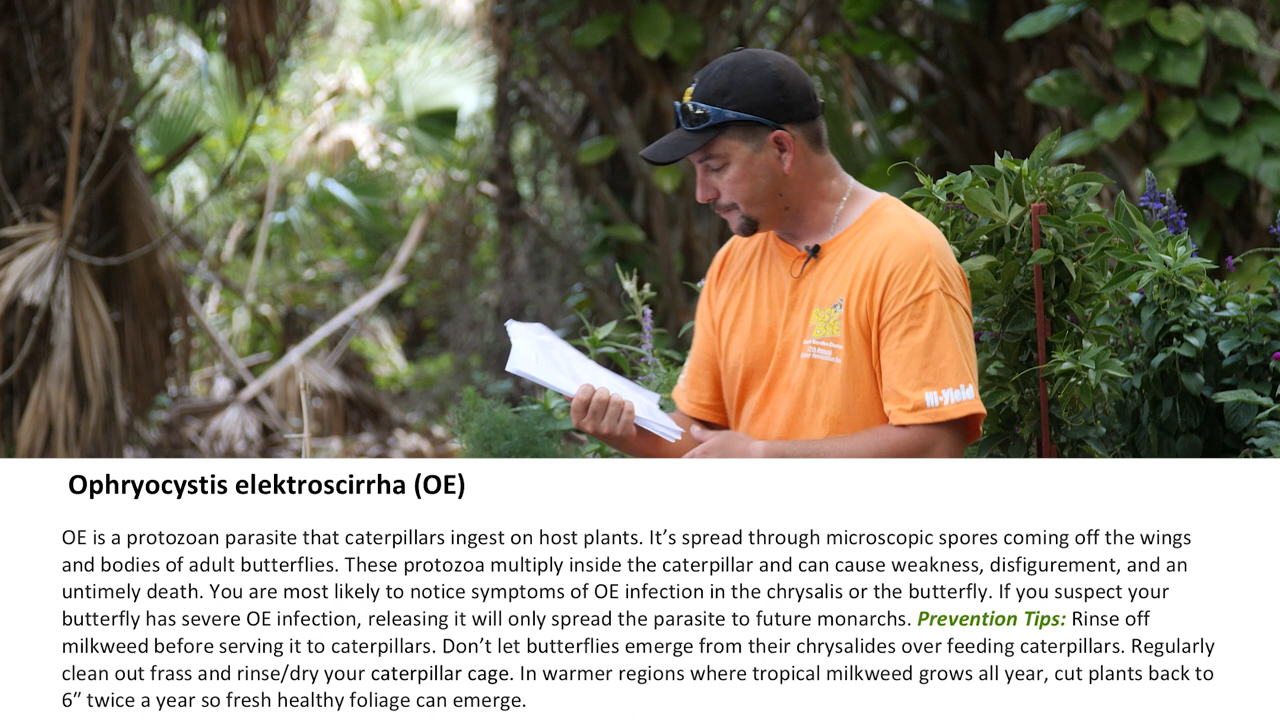 Hi-Yield
Ophryocystis elektroscirrha (OE)
OE is a protozoan parasite that caterpillars ingest on host plants. It’s spread through microscopic spores coming off the wings
and bodies of adult butterflies. These protozoa multiply inside the caterpillar and can cause weakness, disfigurement, and an
untimely death. You are most likely to notice symptoms of OE infection in the chrysalis or the butterfly. If you suspect your
butterfly has severe OE infection, releasing it will only spread the parasite to future monarchs. Prevention Tips: Rinse off
milkweed before serving it to caterpillars. Don’t let butterflies emerge from their chrysalides over feeding caterpillars. Regularly
clean out frass and rinse/dry your caterpillar cage. In warmer regions where tropical milkweed grows all year, cut plants back to
6” twice a year so fresh healthy foliage can emerge.